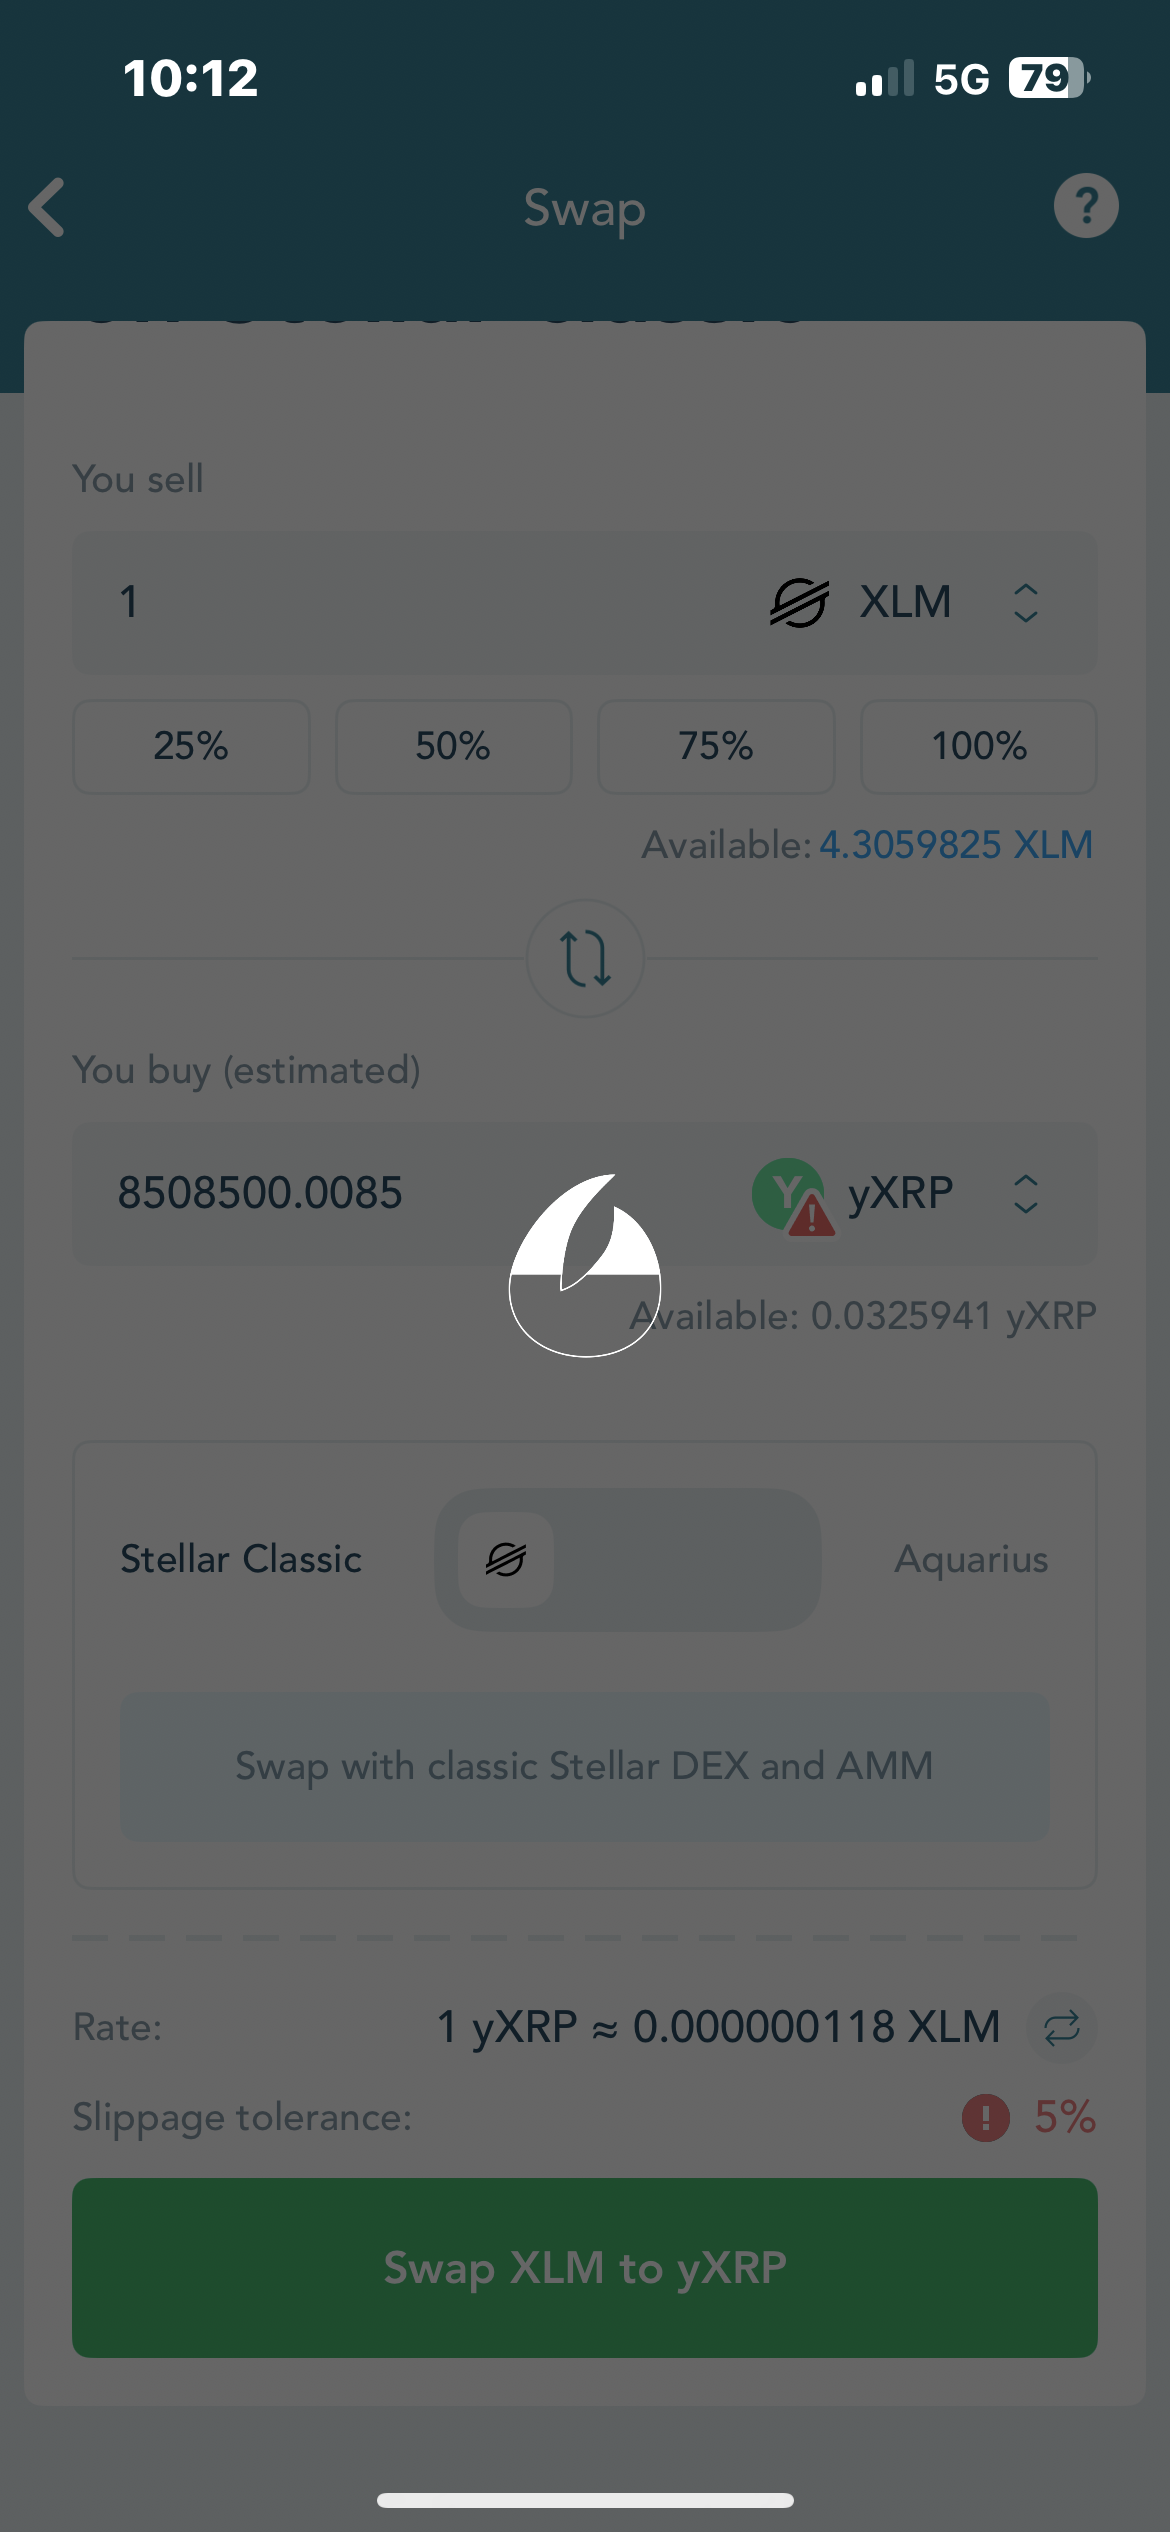 10:12
5G 79
Swap
?
You sell
1 XLM
25% 50% 75% 100%
Available: 4.3059825 XLM
You buy (estimated)
8508500.0085 Y ! yXRP
Available: 0.0325941 yXRP
Stellar Classic Aquarius
Swap with classic Stellar DEX and AMM
Rate: 1 yXRP ≈ 0.000000118 XLM
Slippage tolerance: ! 5%
Swap XLM to yXRP